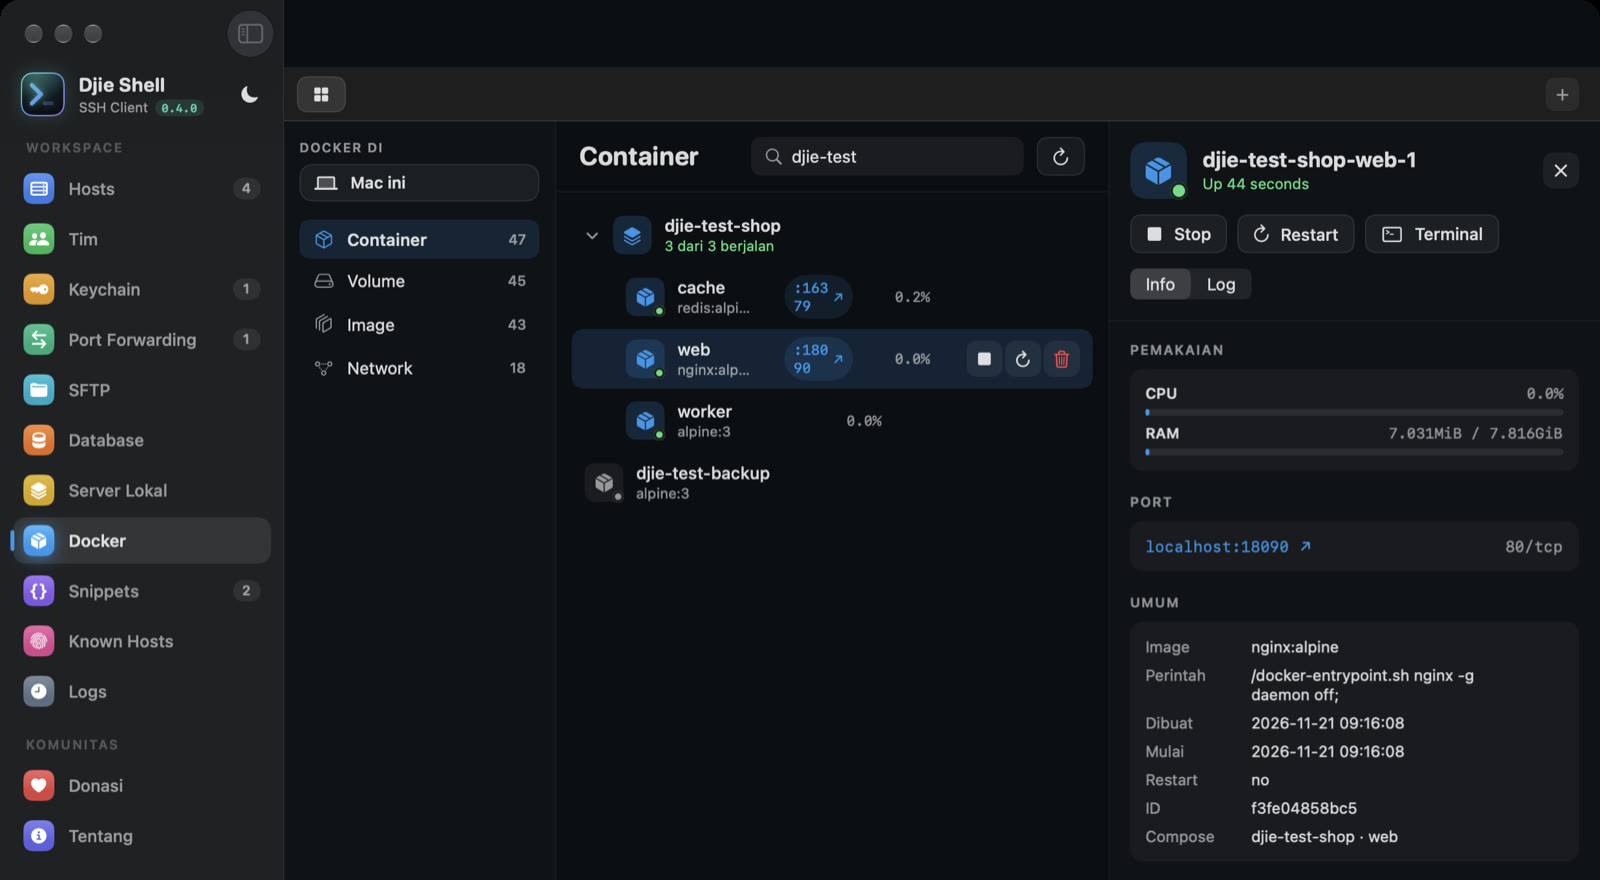 Djie Shell
SSH Client 0.4.0
WORKSPACE
Hosts 4
Tim
Keychain 1
Port Forwarding 1
SFTP
Database
Server Lokal
Docker
Snippets 2
Known Hosts
Logs
KOMUNITAS
Donasi
Tentang
DOCKER DI
Mac ini
Container 47
Volume 45
Image 43
Network 18
Container
djie-test
djie-test-shop
3 dari 3 berjalan
cache
redis:alpi...
:163
79
0.2%
web
nginx:alp...
:180
90
0.0%
worker
alpine:3
0.0%
djie-test-backup
alpine:3
djie-test-shop-web-1
Up 44 seconds
Stop
Restart
Terminal
Info
Log
PEMAKAIAN
CPU 0.0%
RAM 7.031MiB / 7.816GiB
PORT
localhost:18090 ↗ 80/tcp
UMUM
Image nginx:alpine
Perintah /docker-entrypoint.sh nginx -g
daemon off;
Dibuat 2026-11-21 09:16:08
Mulai 2026-11-21 09:16:08
Restart no
ID f3fe04858bc5
Compose djie-test-shop · web